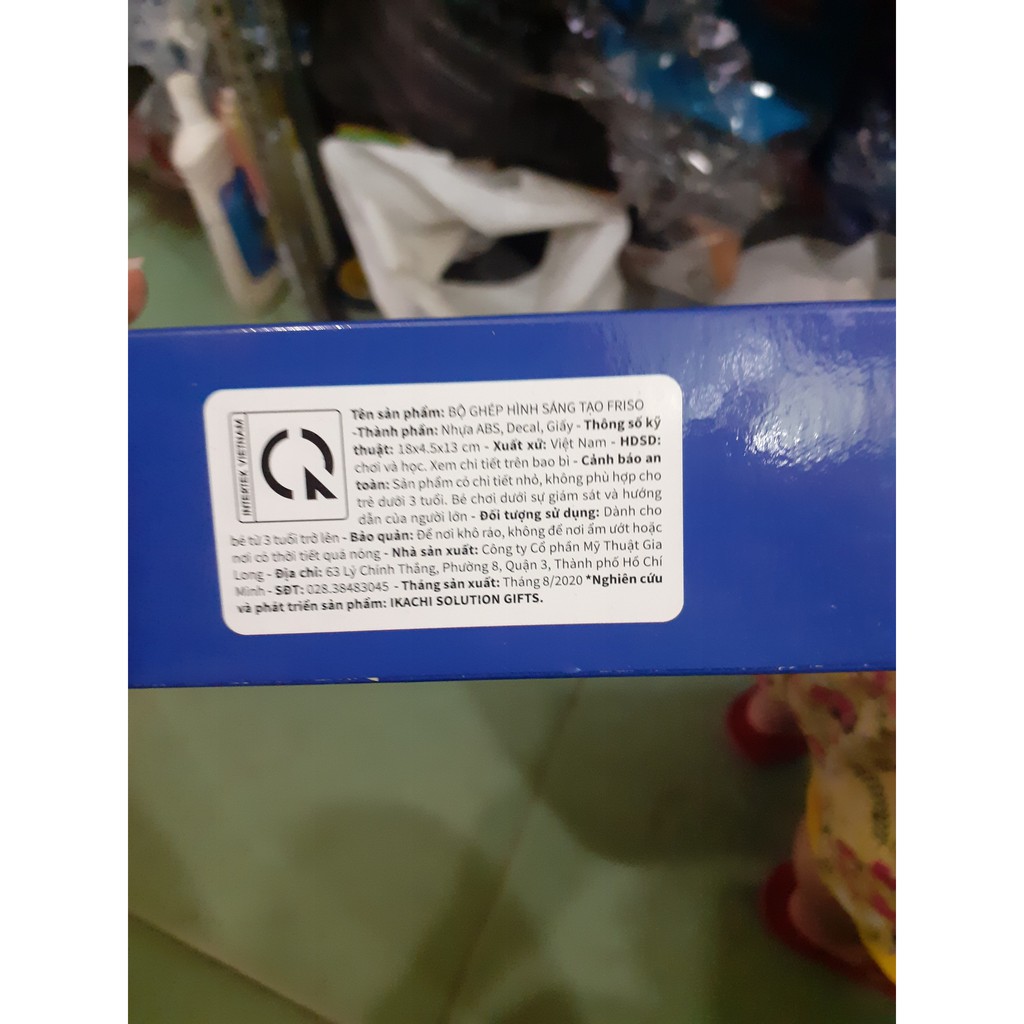 INTERTEK VIETNAM
Tên sản phẩm: BỘ GHÉP HÌNH SÁNG TẠO FRISO
-Thành phần: Nhựa ABS, Decal, Giấy - Thông số kỹ
thuật: 18x4.5x13 cm - Xuất xứ: Việt Nam - HDSD:
chơi và học. Xem chi tiết trên bao bì - Cảnh báo an
toàn: Sản phẩm có chi tiết nhỏ, không phù hợp cho
trẻ dưới 3 tuổi. Bé chơi dưới sự giám sát và hướng
dẫn của người lớn - Đối tượng sử dụng: Dành cho
bé từ 3 tuổi trở lên - Bảo quản: Để nơi khô ráo, không để nơi ẩm ướt hoặc
nơi có thời tiết quá nóng - Nhà sản xuất: Công ty Cổ phần Mỹ Thuật Gia
Long - Địa chỉ: 63 Lý Chính Thắng, Phường 8, Quận 3, Thành phố Hồ Chí
Minh - SĐT: 028.38483045 - Tháng sản xuất: Tháng 8/2020 *Nghiên cứu
và phát triển sản phẩm: IKACHI SOLUTION GIFTS.